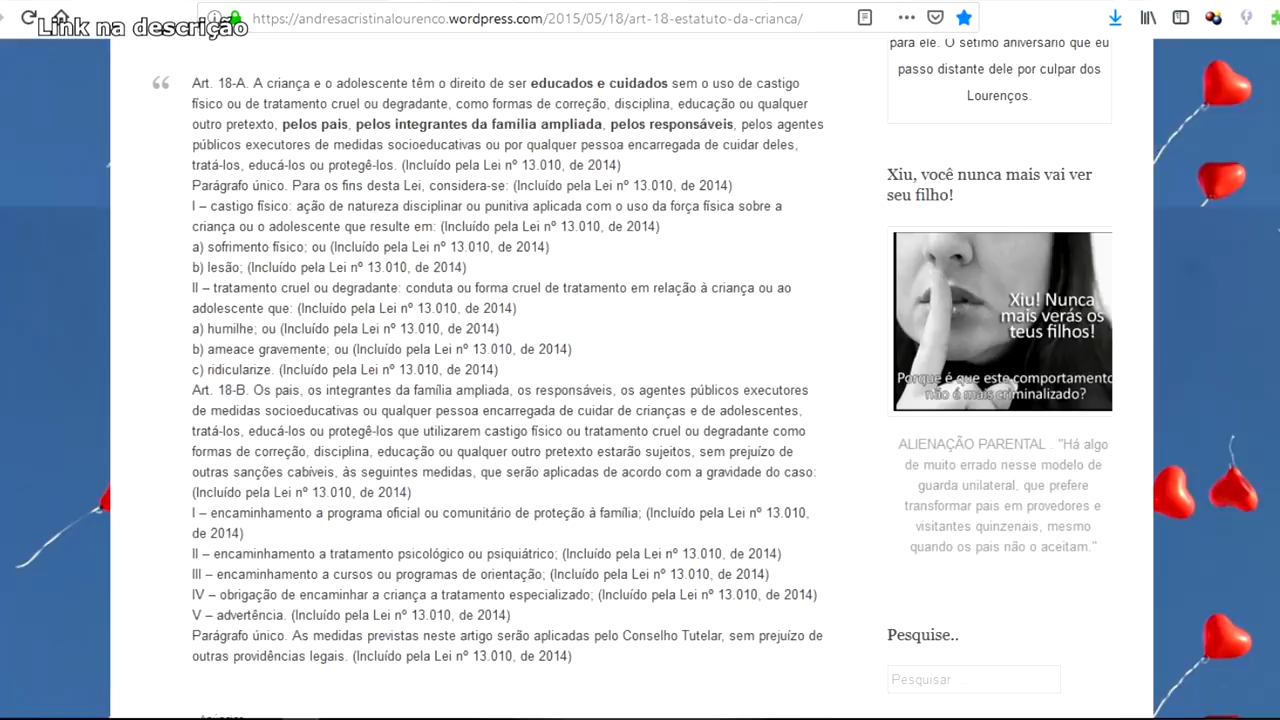 Link na descrição
https://andresacristinalourenco.wordpress.com/2015/05/18/art-18-estatuto-da-crianca/
Art. 18-A. A criança e o adolescente têm o direito de ser educados e cuidados sem o uso de castigo
físico ou de tratamento cruel ou degradante, como formas de correção, disciplina, educação ou qualquer
outro pretexto, pelos pais, pelos integrantes da família ampliada, pelos responsáveis, pelos agentes
públicos executores de medidas socioeducativas ou por qualquer pessoa encarregada de cuidar deles,
tratá-los, educá-los ou protegê-los. (Incluído pela Lei nº 13.010, de 2014)
Parágrafo único. Para os fins desta Lei, considera-se: (Incluído pela Lei nº 13.010, de 2014)
I – castigo físico: ação de natureza disciplinar ou punitiva aplicada com o uso da força física sobre a
criança ou o adolescente que resulte em: (Incluído pela Lei nº 13.010, de 2014)
a) sofrimento físico; ou (Incluído pela Lei nº 13.010, de 2014)
b) lesão; (Incluído pela Lei nº 13.010, de 2014)
II – tratamento cruel ou degradante: conduta ou forma cruel de tratamento em relação à criança ou ao
adolescente que: (Incluído pela Lei nº 13.010, de 2014)
a) humilhe; ou (Incluído pela Lei nº 13.010, de 2014)
b) ameace gravemente; ou (Incluído pela Lei nº 13.010, de 2014)
c) ridicularize. (Incluído pela Lei nº 13.010, de 2014)
Art. 18-B. Os pais, os integrantes da família ampliada, os responsáveis, os agentes públicos executores
de medidas socioeducativas ou qualquer pessoa encarregada de cuidar de crianças e de adolescentes,
tratá-los, educá-los ou protegê-los que utilizarem castigo físico ou tratamento cruel ou degradante como
formas de correção, disciplina, educação ou qualquer outro pretexto estarão sujeitos, sem prejuízo de
outras sanções cabíveis, às seguintes medidas, que serão aplicadas de acordo com a gravidade do caso:
(Incluído pela Lei nº 13.010, de 2014)
I – encaminhamento a programa oficial ou comunitário de proteção à família; (Incluído pela Lei nº 13.010,
de 2014)
II – encaminhamento a tratamento psicológico ou psiquiátrico; (Incluído pela Lei nº 13.010, de 2014)
III – encaminhamento a cursos ou programas de orientação; (Incluído pela Lei nº 13.010, de 2014)
IV – obrigação de encaminhar a criança a tratamento especializado; (Incluído pela Lei nº 13.010, de 2014)
V – advertência. (Incluído pela Lei nº 13.010, de 2014)
Parágrafo único. As medidas previstas neste artigo serão aplicadas pelo Conselho Tutelar, sem prejuízo de
outras providências legais. (Incluído pela Lei nº 13.010, de 2014)
para ele. O sétimo aniversário que eu
passo distante dele por culpar dos
Lourenços.
Xiu, você nunca mais vai ver
seu filho!
Xiu! Nunca
mais verás os
teus filhos!
Porque é que este comportamento
não é mais criminalizado?
ALIENAÇÃO PARENTAL . "Há algo
de muito errado nesse modelo de
guarda unilateral, que prefere
transformar pais em provedores e
visitantes quinzenais, mesmo
quando os pais não o aceitam."
Pesquise..
Pesquisar